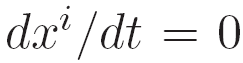 dx^i/dt = 0